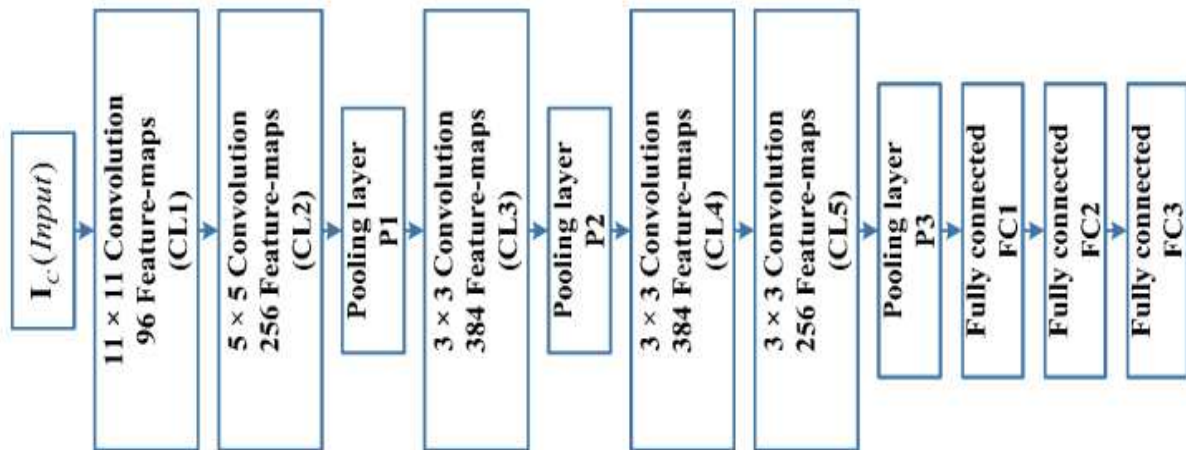 I_C (Input)
11 × 11 Convolution
96 Feature-maps
(CL1)
5 × 5 Convolution
256 Feature-maps
(CL2)
Pooling layer
P1
3 × 3 Convolution
384 Feature-maps
(CL3)
Pooling layer
P2
3 × 3 Convolution
384 Feature-maps
(CL4)
3 × 3 Convolution
256 Feature-maps
(CL5)
Pooling layer
P3
Fully connected
FC1
Fully connected
FC2
Fully connected
FC3